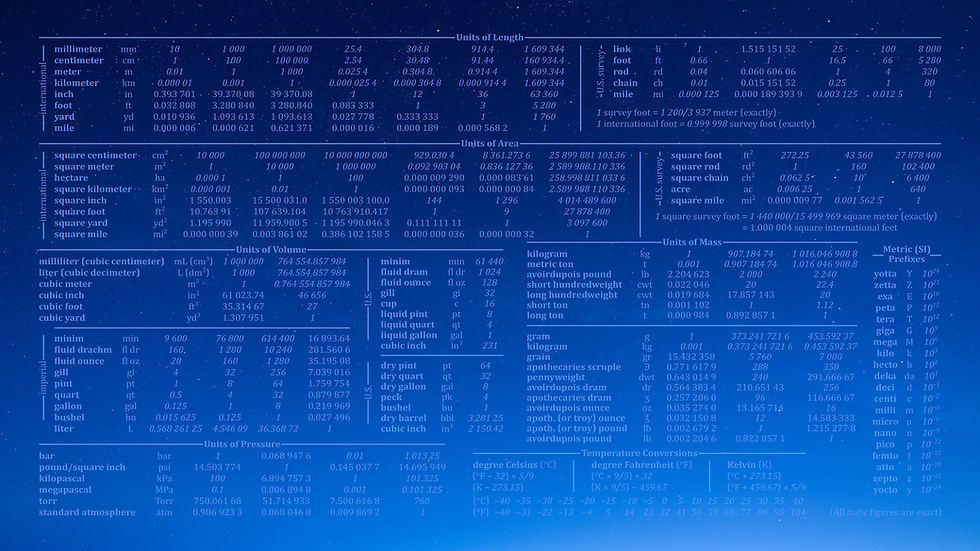 Units of Length
international
millimeter mm 10 1 000 1 000 000 25.4 304.8 914.4 1 609 344
centimeter cm 1 100 100 000 2.54 30.48 91.44 160 934.4
meter m 0.01 1 1 000 0.025 4 0.304 8 0.914 4 1 609.344
kilometer km 0.000 01 0.001 1 0.000 025 4 0.000 304 8 0.000 914 4 1.609 344
inch in 0.393 701 39.370 08 39 370.08 1 12 36 63 360
foot ft 0.032 808 3.280 840 3 280.840 0.083 333 1 3 5 280
yard yd 0.010 936 1.093 613 1 093.613 0.027 778 0.333 333 1 1 760
mile mi 0.000 006 0.000 621 0.621 371 0.000 016 0.000 189 0.000 568 2 1
U.S. survey
link li 1 1.515 151 52 25 100 8 000
foot ft 0.66 1 16.5 66 5 280
rod rd 0.04 0.060 606 06 1 4 320
chain ch 0.01 0.015 151 52 0.25 1 80
mile mi 0.000 125 0.000 189 393 9 0.003 125 0.012 5 1
1 survey foot = 1 200/3 937 meter (exactly)
1 international foot = 0.999 998 survey foot (exactly)
Units of Area
international
square centimeter cm² 10 000 100 000 000 10 000 000 000 929.030 4 8 361.273 6 25 899 881 103.36
square meter m² 1 10 000 1 000 000 0.092 903 04 0.836 127 36 2 589 988.110 336
hectare ha 0.000 1 1 100 0.000 009 290 0.000 083 61 258.998 811 033 6
square kilometer km² 0.000 001 0.01 1 0.000 000 093 0.000 000 84 2.589 988 110 336
square inch in² 1 550.003 15 500 031.0 1 550 003 100.0 144 1 296 4 014 489 600
square foot ft² 10.763 91 107 639.104 10 763 910.417 1 9 27 878 400
square yard yd² 1.195 990 11 959.900 5 1 195 990.046 3 0.111 111 11 1 3 097 600
square mile mi² 0.000 000 39 0.003 861 02 0.386 102 158 5 0.000 000 036 0.000 000 32 1
U.S. survey
square foot ft² 1 272.25 43 560 27 878 400
square rod rd² 1 160 102 400
square chain ch² 0.062 5 10 6 400
acre ac 0.006 25 1 640
square mile mi² 0.000 009 77 0.001 562 5 1
1 square survey foot = 1 440 000/15 499 969 square meter (exactly)
≈ 1.000 004 square international feet
Units of Volume
milliliter (cubic centimeter) mL (cm³) 1 000 000 764 554.857 984
liter (cubic decimeter) L (dm³) 1 000 764.554 857 984
cubic meter m³ 1 0.764 554 857 984
cubic inch in³ 61 023.74 46 656
cubic foot ft³ 35.314 67 27
cubic yard yd³ 1.307 951 1
imperial
minim min 9 600 76 800 614 400 16 893.64
fluid drachm fl dr 160 1 280 10 240 281.560 6
fluid ounce fl oz 20 160 1 280 35.195 08
gill gi 4 32 256 7.039 016
pint pt 1 8 64 1.759 754
quart qt 0.5 4 32 0.879 877
gallon gal 0.125 1 8 0.219 969
bushel bu 0.015 625 0.125 1 0.027 496
liter L 0.568 261 25 4.546 09 36.368 72 1
U.S.
minim min 61 440
fluid dram fl dr 1 024
fluid ounce fl oz 128
gill gi 32
cup c 16
liquid pint pt 8
liquid quart qt 4
liquid gallon gal 1
cubic inch in³ 231
U.S.
dry pint pt 64
dry quart qt 32
dry gallon gal 8
peck pk 4
bushel bu 1
dry barrel bbl 3.281 25
cubic inch in³ 2 150.42
Units of Mass
kilogram kg 1 907.184 74 1 016.046 908 8
metric ton t 0.001 0.907 184 74 1.016 046 908 8
avoirdupois pound lb 2.204 623 2 000 2 240
short hundredweight cwt 0.022 046 20 22.4
long hundredweight cwt 0.019 684 17.857 143 20
short ton tn 0.001 102 1 1.12
long ton t 0.000 984 0.892 857 1 1
gram g 1 373.241 721 6 453.592 37
kilogram kg 0.001 0.373 241 721 6 0.453 592 37
grain gr 15.432 358 5 760 7 000
apothecaries scruple ℈ 0.771 617 9 288 350
pennyweight dwt 0.643 014 9 240 291.666 67
avoirdupois dram dr 0.564 383 4 210.651 43 256
apothecaries dram ʒ 0.257 206 0 96 116.666 67
avoirdupois ounce oz 0.035 274 0 13.165 714 16
apoth. (or troy) ounce ℥ 0.032 150 8 12 14.583 333
apoth. (or troy) pound lb 0.002 679 2 1 1.215 277 8
avoirdupois pound lb 0.002 204 6 0.822 857 1 1
Metric (SI)
Prefixes
yotta Y 10²⁴
zetta Z 10²¹
exa E 10¹⁸
peta P 10¹⁵
tera T 10¹²
giga G 10⁹
mega M 10⁶
kilo k 10³
hecto h 10²
deka da 10¹
deci d 10⁻¹
centi c 10⁻²
milli m 10⁻³
micro μ 10⁻⁶
nano n 10⁻⁹
pico p 10⁻¹²
femto f 10⁻¹⁵
atto a 10⁻¹⁸
zepto z 10⁻²¹
yocto y 10⁻²⁴
Units of Pressure
bar bar 1 0.068 947 6 0.01 1.013 25
pound/square inch psi 14.503 774 1 0.145 037 7 14.695 949
kilopascal kPa 100 6.894 757 3 1 101.325
megapascal MPa 0.1 0.006 894 8 0.001 0.101 325
torr Torr 750.061 68 51.714 933 7.500 616 8 760
standard atmosphere atm 0.986 923 3 0.068 046 0 0.009 869 2 1
Temperature Conversions
degree Celsius (°C) degree Fahrenheit (°F) Kelvin (K)
(°F − 32) × 5/9 (°C × 9/5) + 32 (°C + 273.15)
(K − 273.15) (K × 9/5) − 459.67 (°F + 459.67) × 5/9
(°C) −40 −35 −30 −25 −20 −15 −10 −5 0 5 10 15 20 25 30 35 40
(°F) −40 −31 −22 −13 −4 5 14 23 32 41 50 59 68 77 86 95 104 (All italic figures are exact)